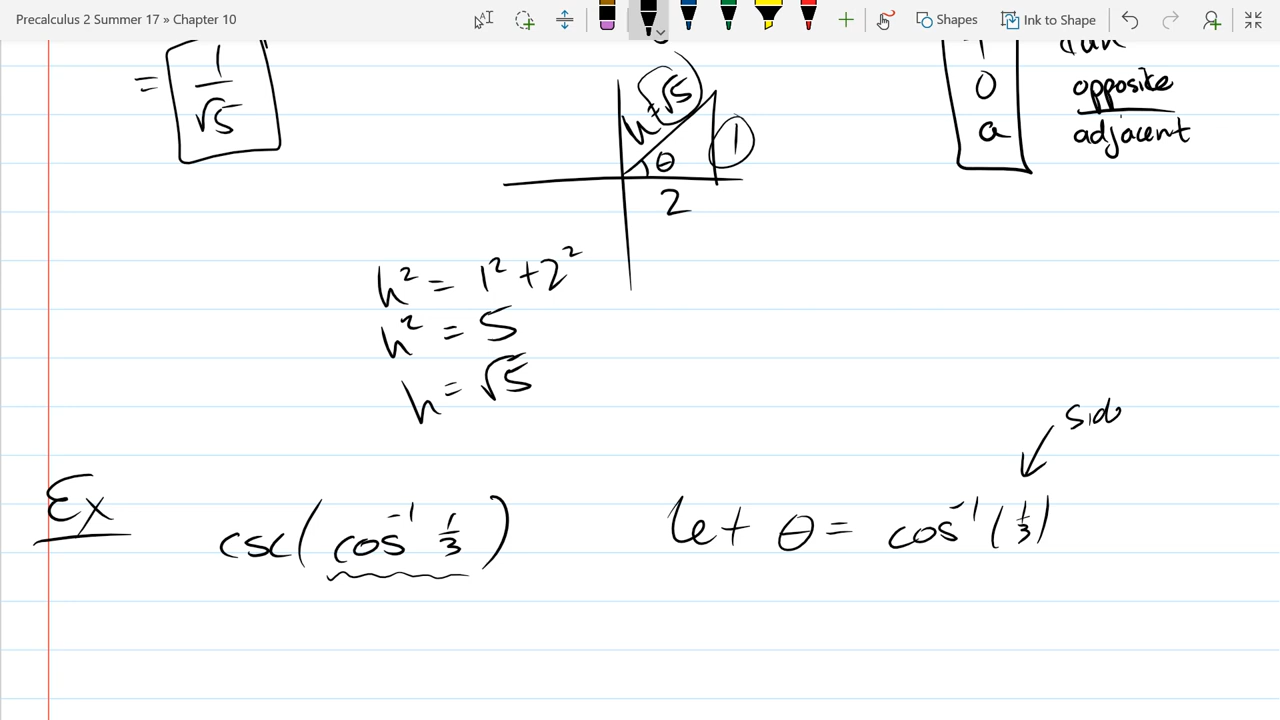 Precalculus 2 Summer 17 » Chapter 10
Shapes
Ink to Shape
= 1/√5
h=√5
θ
1
2
o
a
opposite
adjacent
h² = 1² + 2²
h² = 5
h = √5
side
Ex csc(cos⁻¹ 1/3) let θ = cos⁻¹(1/3)